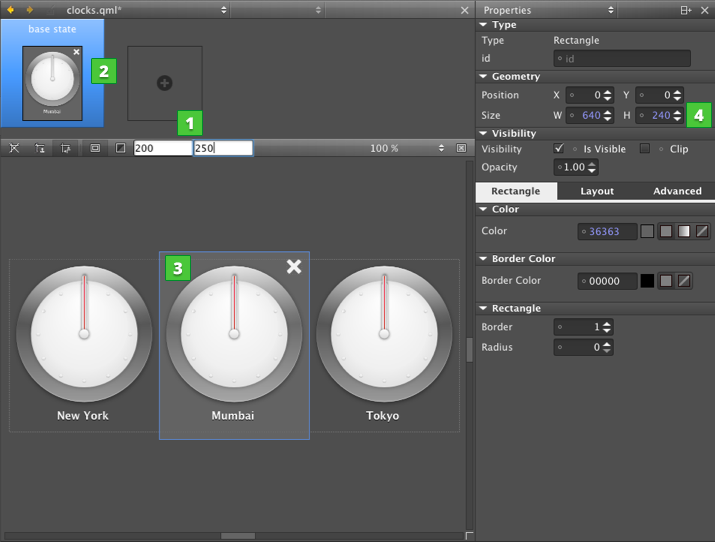 clocks.qml*
base state
Mumbai
2
1
200 250 100 %
3
New York Mumbai Tokyo
Properties
Type
Type Rectangle
id id
Geometry
Position X 0 Y 0
Size W 640 H 240
4
Visibility
Visibility Is Visible Clip
Opacity 1.00
Rectangle Layout Advanced
Color
Color 36363
Border Color
Border Color 00000
Rectangle
Border 1
Radius 0